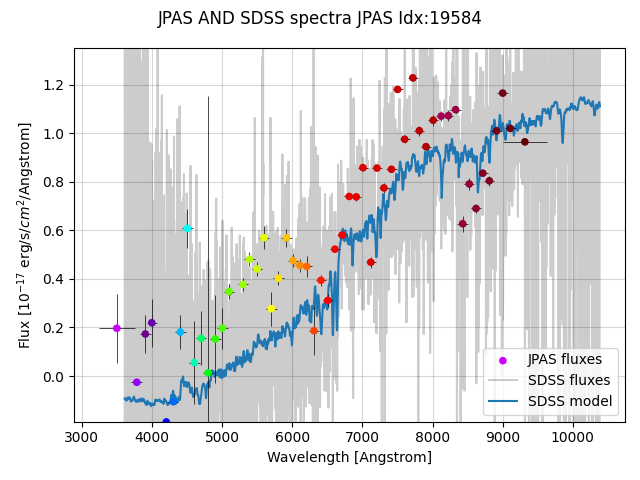 JPAS AND SDSS spectra JPAS Idx:19584
Flux [10⁻¹⁷ erg/s/cm²/Angstrom]
1.2
1.0
0.8
0.6
0.4
0.2
0.0
3000 4000 5000 6000 7000 8000 9000 10000
Wavelength [Angstrom]
JPAS fluxes
SDSS fluxes
SDSS model